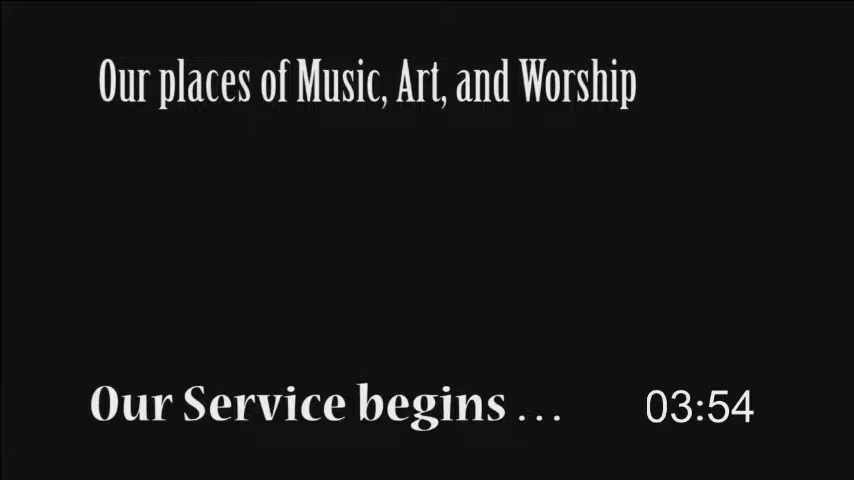 Our places of Music, Art, and Worship
Our Service begins ... 03:54